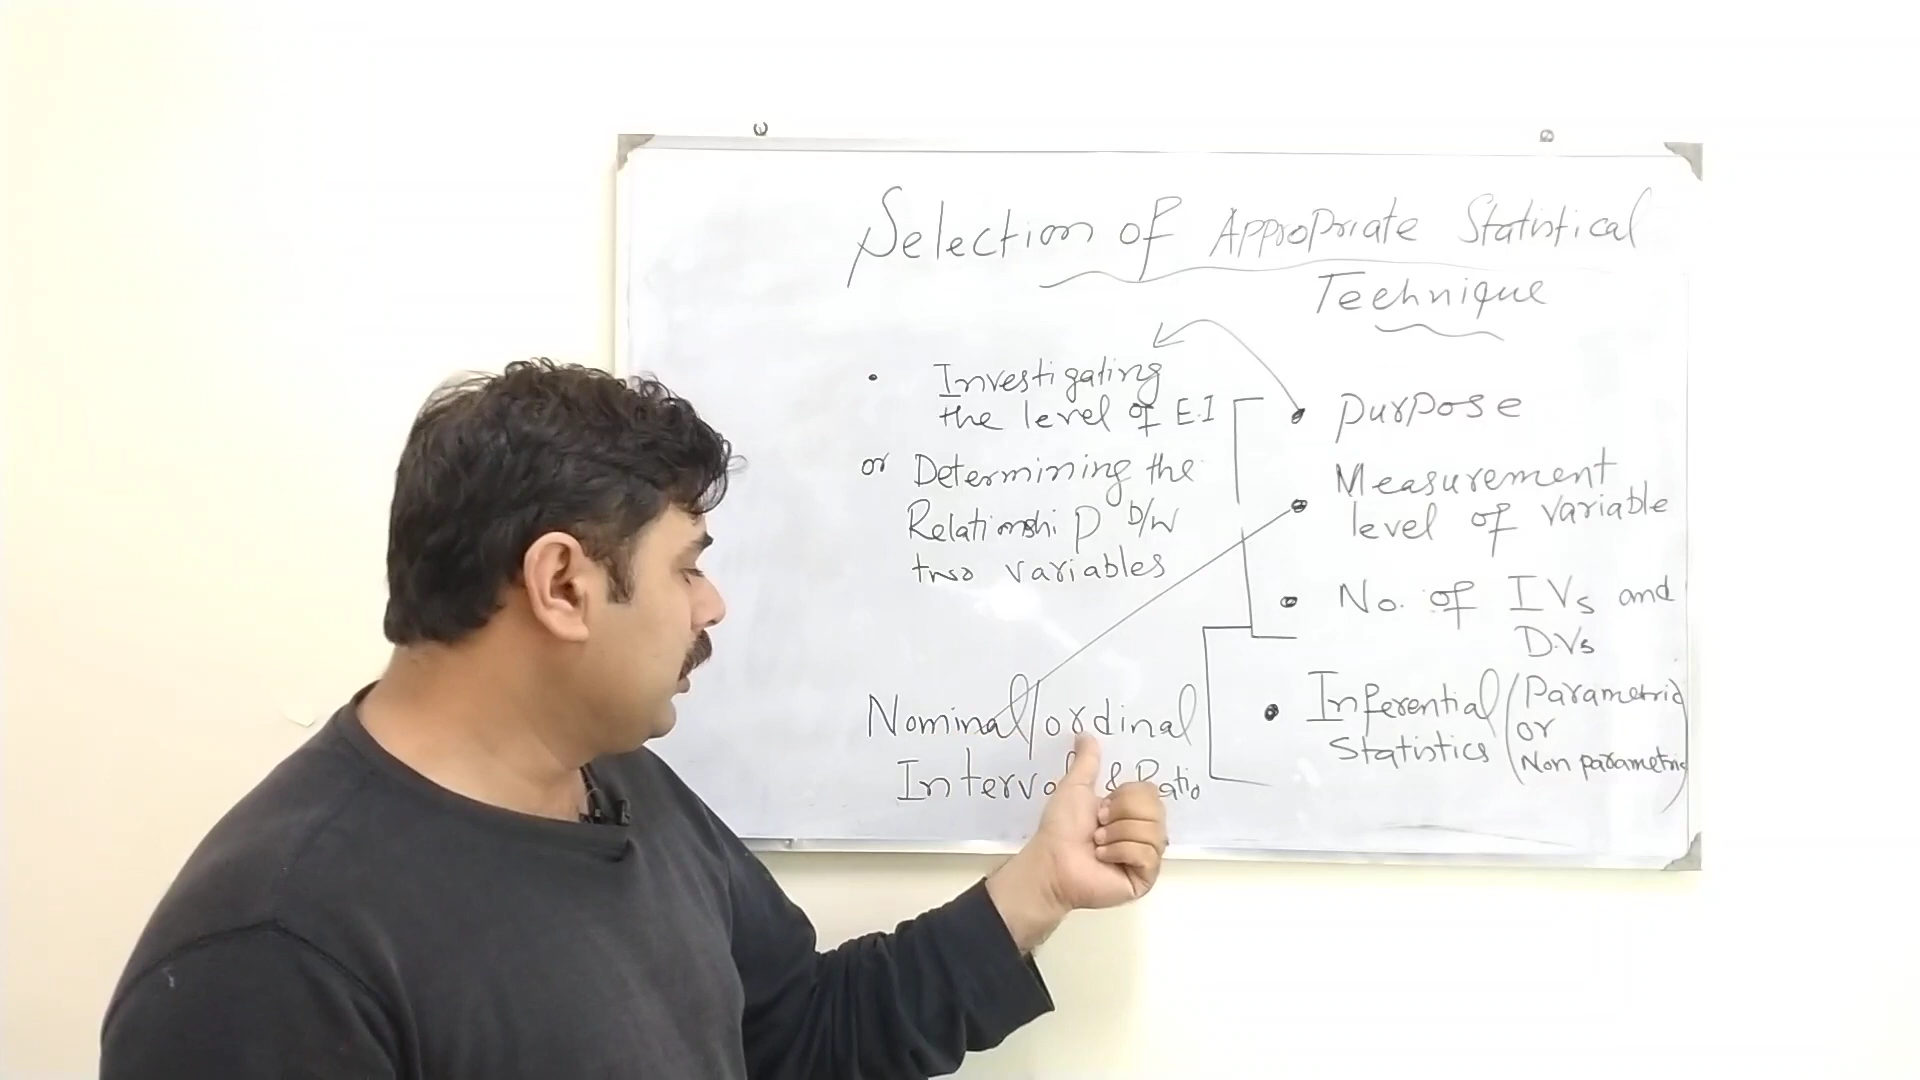 Selection of Appropriate Statistical
Technique
• Investigating
the level of E.I
or Determining the
Relationship b/w
two variables
Nominal/ordinal
Interval & Ratio
• Purpose
• Measurement
level of variable
• No. of IVs and
D.Vs
• Inferential
Statistics
(Parametric
or
Non parametric)